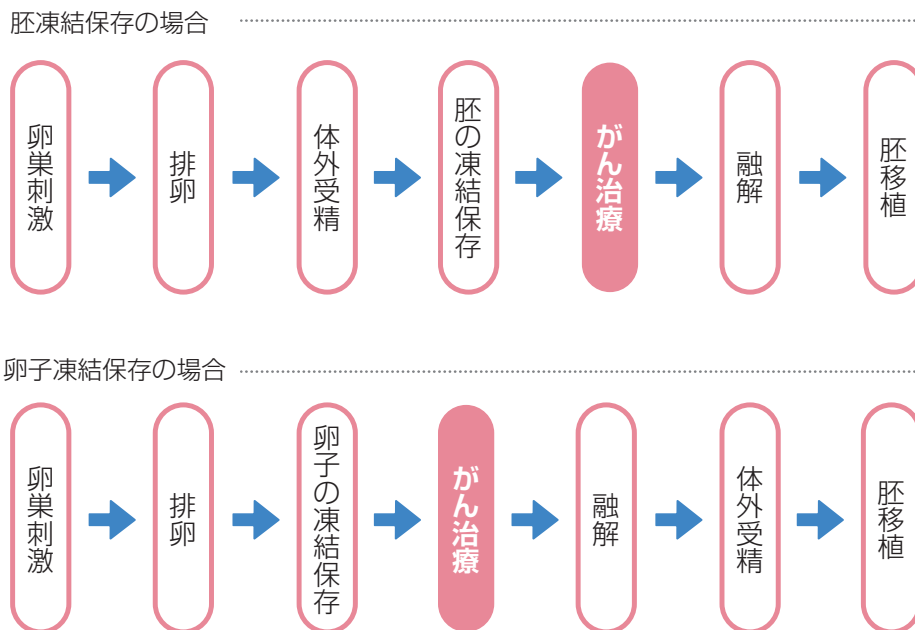 胚凍結保存の場合
卵巣刺激
排卵
体外受精
胚の凍結保存
がん治療
融解
胚移植
卵子凍結保存の場合
卵巣刺激
排卵
卵子の凍結保存
がん治療
融解
体外受精
胚移植